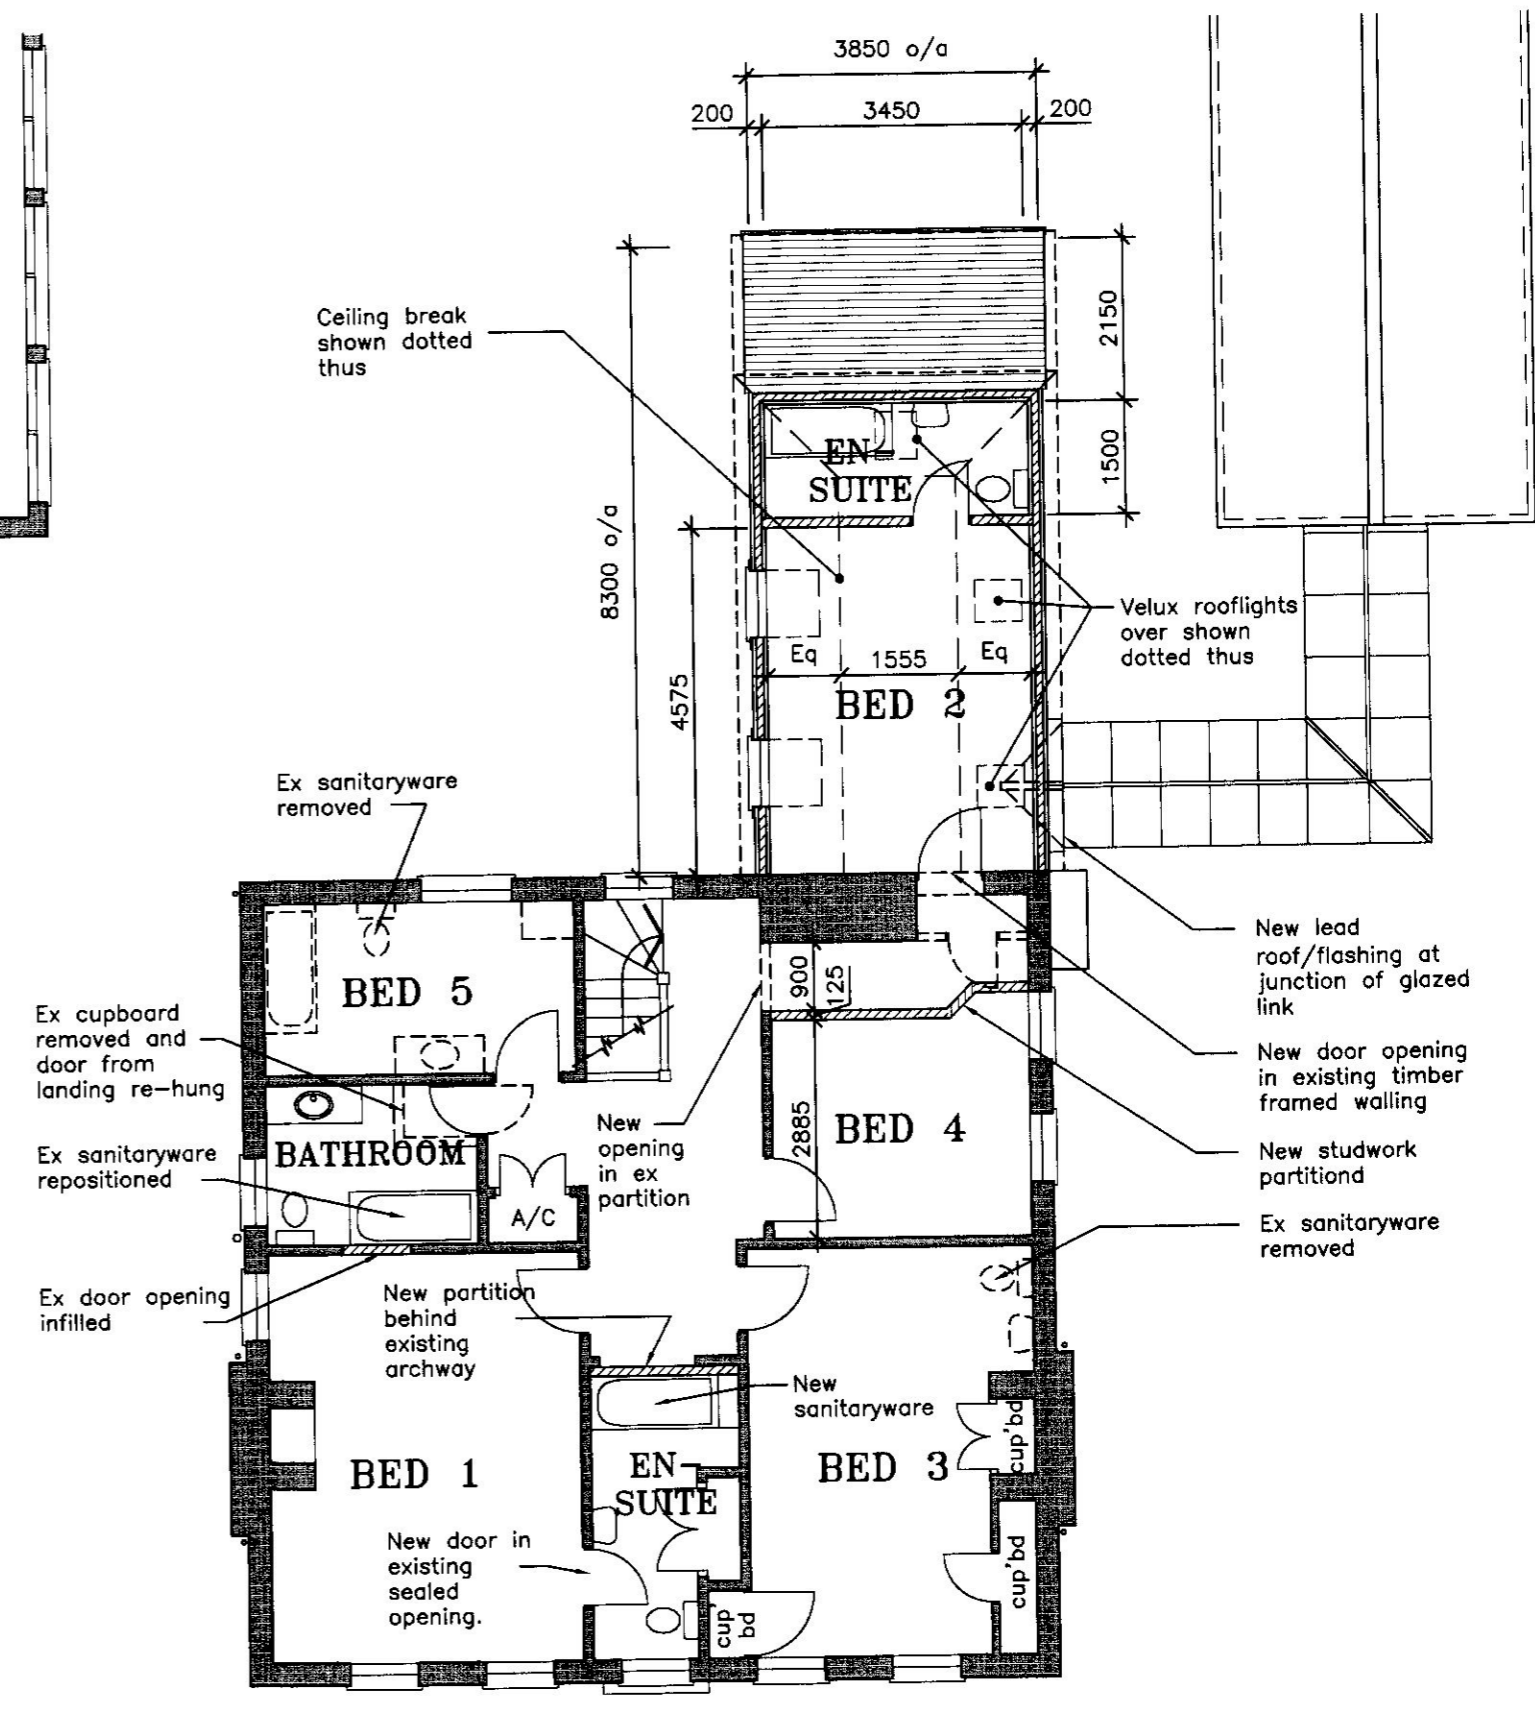 3850 o/a
200
3450
200
Ceiling break
shown dotted
thus
2150
EN-
SUITE
1500
8300 o/a
Velux rooflights
over shown
dotted thus
Eq
1555
Eq
BED 2
4575
Ex sanitaryware
removed
New lead
roof/flashing at
junction of glazed
link
BED 5
900
125
Ex cupboard
removed and
door from
landing re-hung
New door opening
in existing timber
framed walling
New
opening
in ex
partition
2885
BED 4
Ex sanitaryware
repositioned
BATHROOM
New studwork
partitiond
A/C
Ex sanitaryware
removed
Ex door opening
infilled
New partition
behind
existing
archway
New
sanitaryware
BED 1
EN-
SUITE
BED 3
cup'bd
New door in
existing
sealed
opening.
cup'bd
cup'
bd